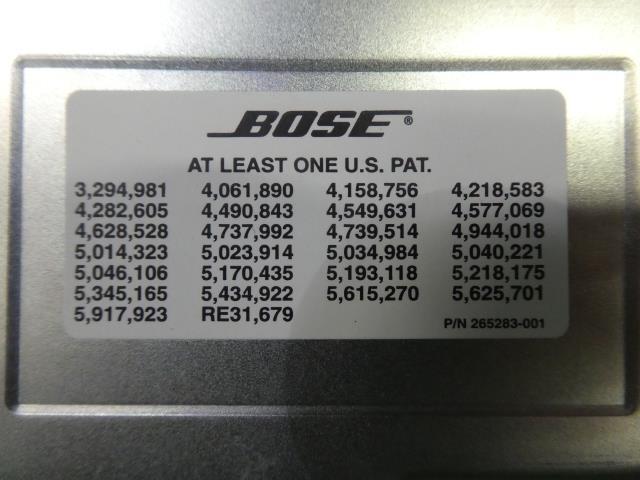 BOSE®
AT LEAST ONE U.S. PAT.
3,294,981 4,061,890 4,158,756 4,218,583
4,282,605 4,490,843 4,549,631 4,577,069
4,628,528 4,737,992 4,739,514 4,944,018
5,014,323 5,023,914 5,034,984 5,040,221
5,046,106 5,170,435 5,193,118 5,218,175
5,345,165 5,434,922 5,615,270 5,625,701
5,917,923 RE31,679
P/N 265283-001